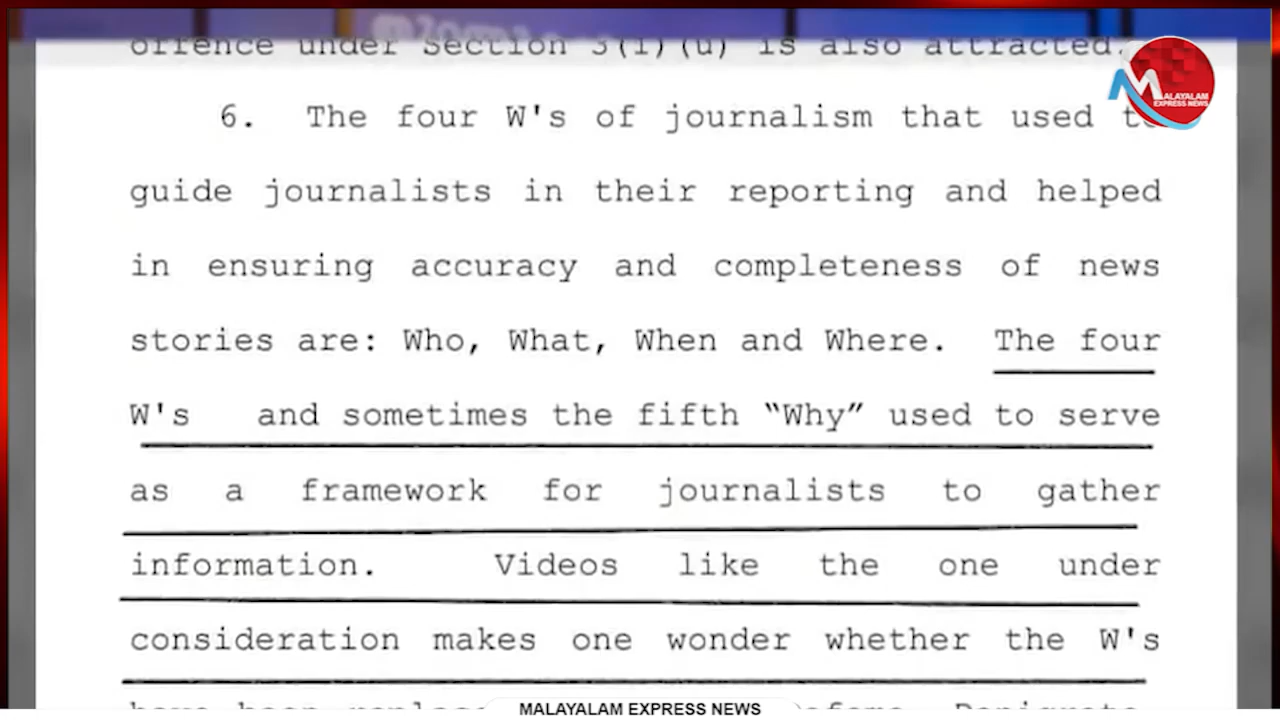 offence under Section 3(1)(u) is also attracted.
MALAYALAM
EXPRESS NEWS
6. The four W's of journalism that used to
guide journalists in their reporting and helped
in ensuring accuracy and completeness of news
stories are: Who, What, When and Where. The four
W's and sometimes the fifth “Why” used to serve
as a framework for journalists to gather
information. Videos like the one under
consideration makes one wonder whether the W's
have been
MALAYALAM EXPRESS NEWS